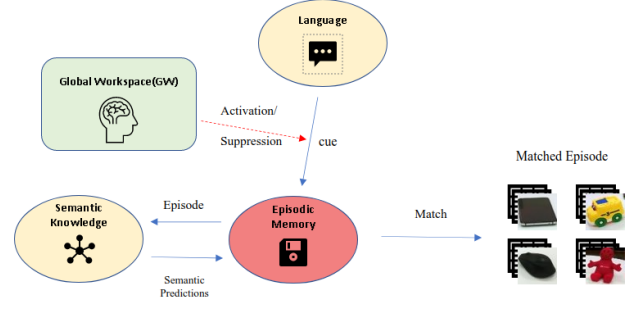 Language
Global Workspace(GW)
Activation/
Suppression
cue
Matched Episode
Semantic
Knowledge
Episode
Episodic
Memory
Match
Semantic
Predictions